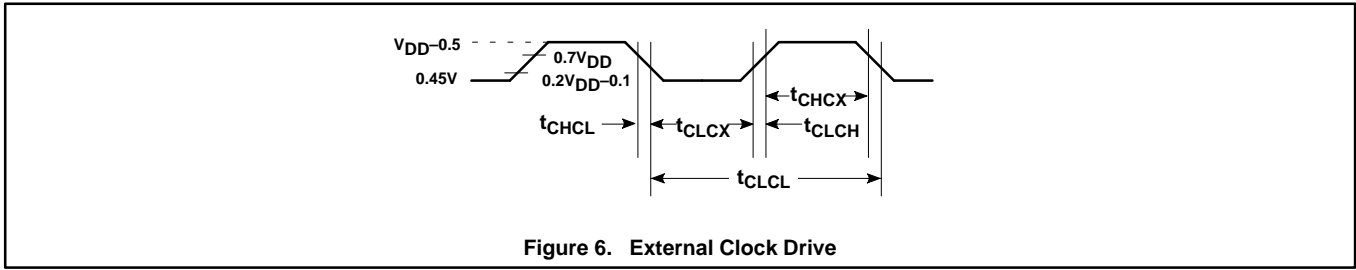 VDD–0.5
0.7VDD
0.45V
0.2VDD–0.1
tCHCX
tCHCL
tCLCX
tCLCH
tCLCL
Figure 6. External Clock Drive